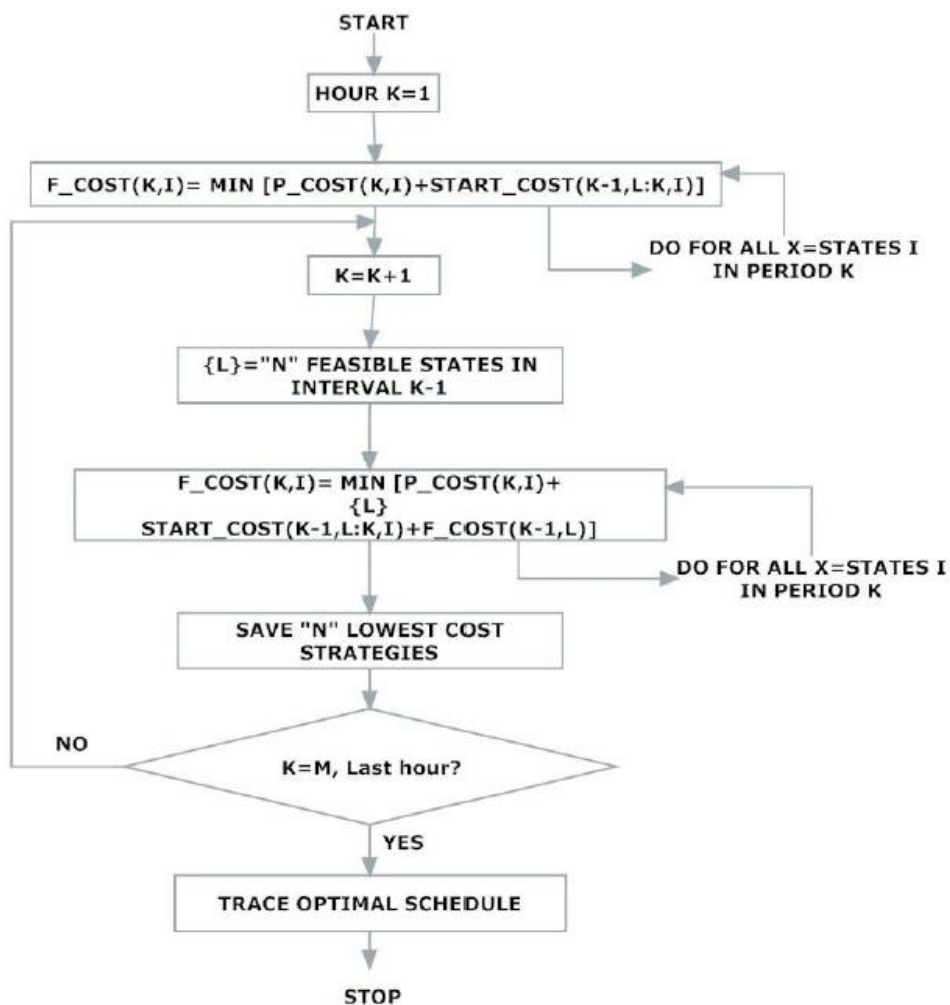 START
HOUR K=1
F_COST(K,I)= MIN [P_COST(K,I)+START_COST(K-1,L:K,I)]
DO FOR ALL X=STATES I
IN PERIOD K
K=K+1
{L}="N" FEASIBLE STATES IN
INTERVAL K-1
F_COST(K,I)= MIN [P_COST(K,I)+
{L}
START_COST(K-1,L:K,I)+F_COST(K-1,L)]
DO FOR ALL X=STATES I
IN PERIOD K
SAVE "N" LOWEST COST
STRATEGIES
NO
K=M, Last hour?
YES
TRACE OPTIMAL SCHEDULE
STOP